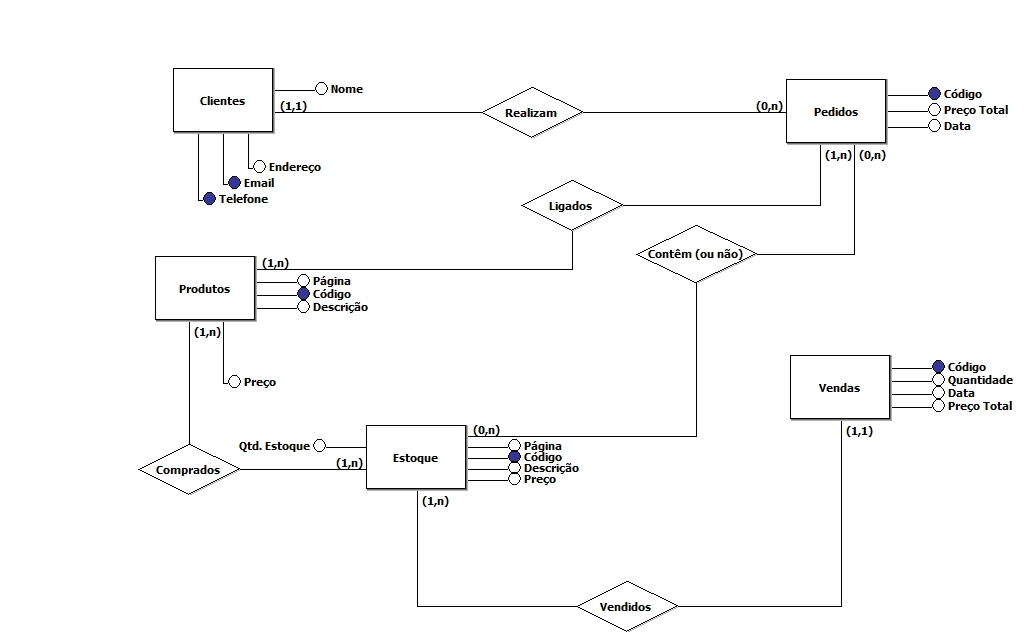 Nome
Clientes
(1,1)
Realizam
(0,n)
Pedidos
Código
Preço Total
Data
(1,n)
(0,n)
Endereço
Email
Telefone
Ligados
Contêm (ou não)
(1,n)
Produtos
Página
Código
Descrição
(1,n)
Preço
Vendas
Código
Quantidade
Data
Preço Total
(1,1)
(0,n)
Qtd. Estoque
Estoque
Página
Código
Descrição
Preço
(1,n)
Comprados
(1,n)
Vendidos